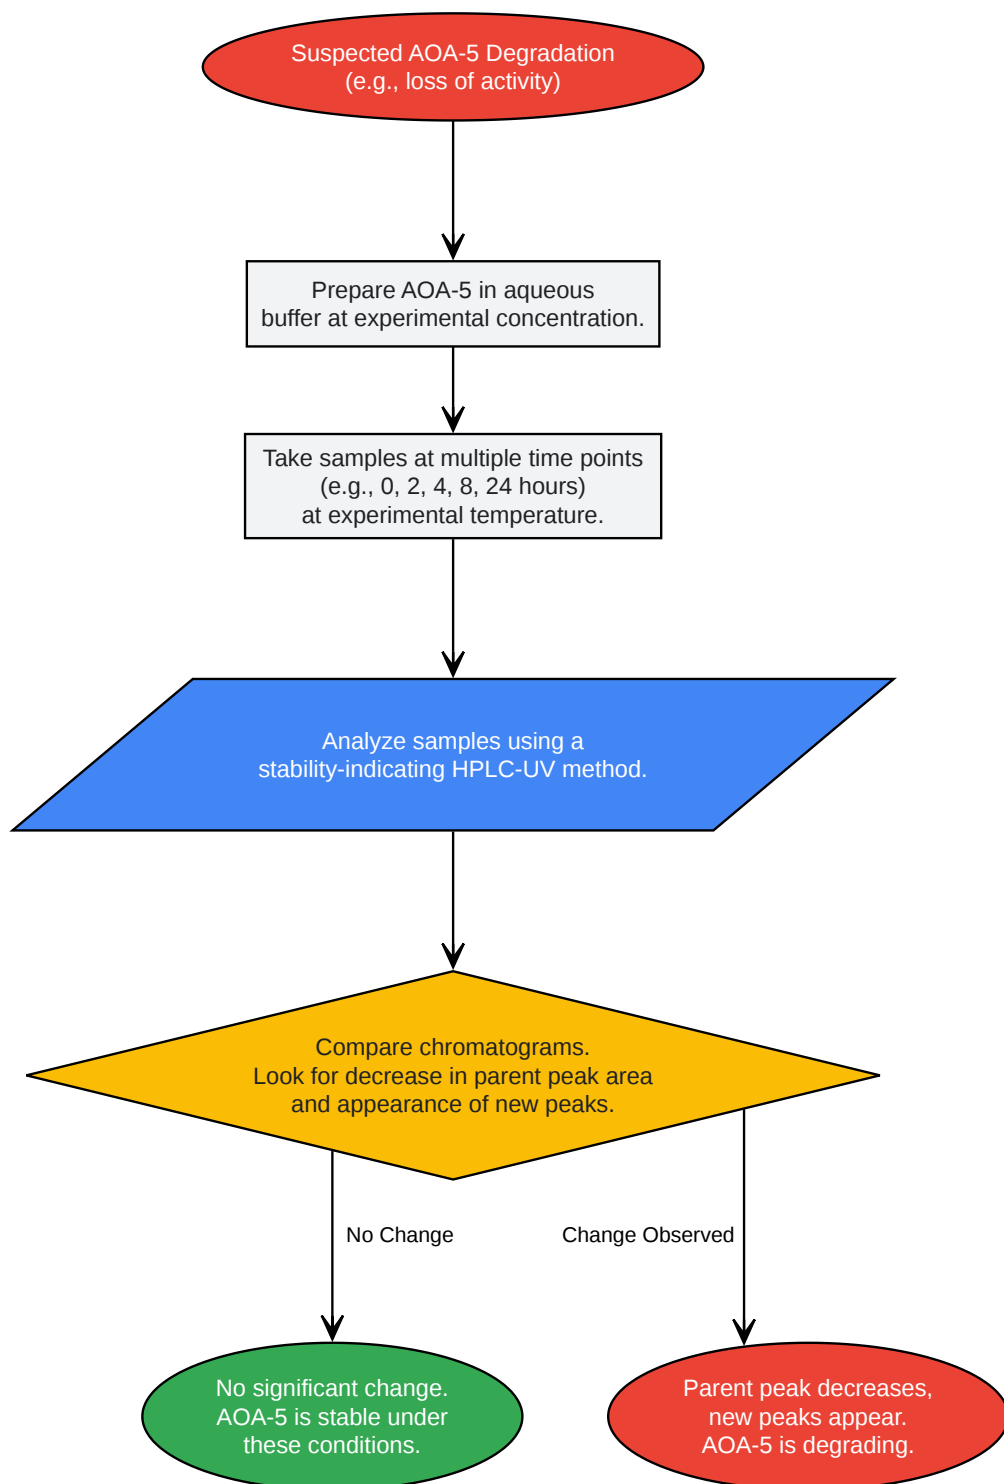 Suspected AOA-5 Degradation
(e.g., loss of activity)
Prepare AOA-5 in aqueous
buffer at experimental concentration.
Take samples at multiple time points
(e.g., 0, 2, 4, 8, 24 hours)
at experimental temperature.
Analyze samples using a
stability-indicating HPLC-UV method.
Compare chromatograms.
Look for decrease in parent peak area
and appearance of new peaks.
No Change
Change Observed
No significant change.
AOA-5 is stable under
these conditions.
Parent peak decreases,
new peaks appear.
AOA-5 is degrading.